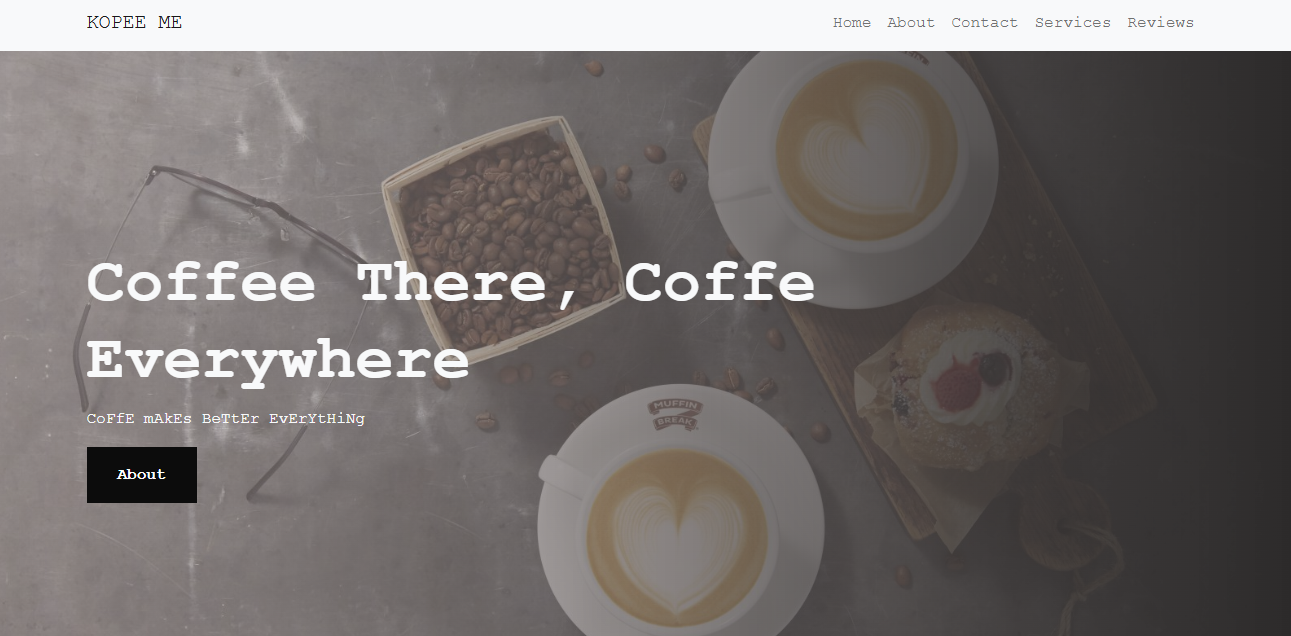 KOPEE ME
Home About Contact Services Reviews
Coffee There, Coffe
Everywhere
CoFfE mAkEs BeTtEr EvErYtHiNg
About
MUFFIN
BREAK